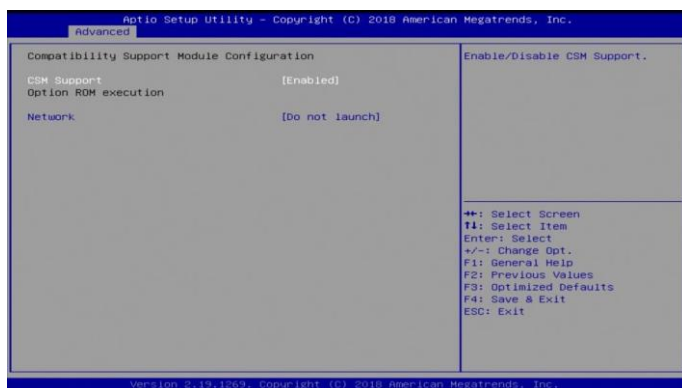 Aptio Setup Utility – Copyright (C) 2018 American Megatrends, Inc.
Advanced
Compatibility Support Module Configuration
CSM Support [Enabled]
Option ROM execution
Network [Do not launch]
Enable/Disable CSM Support.
→←: Select Screen
↑↓: Select Item
Enter: Select
+/-: Change Opt.
F1: General Help
F2: Previous Values
F3: Optimized Defaults
F4: Save & Exit
ESC: Exit
Version 2.19.1269. Copyright (C) 2018 American Megatrends, Inc.